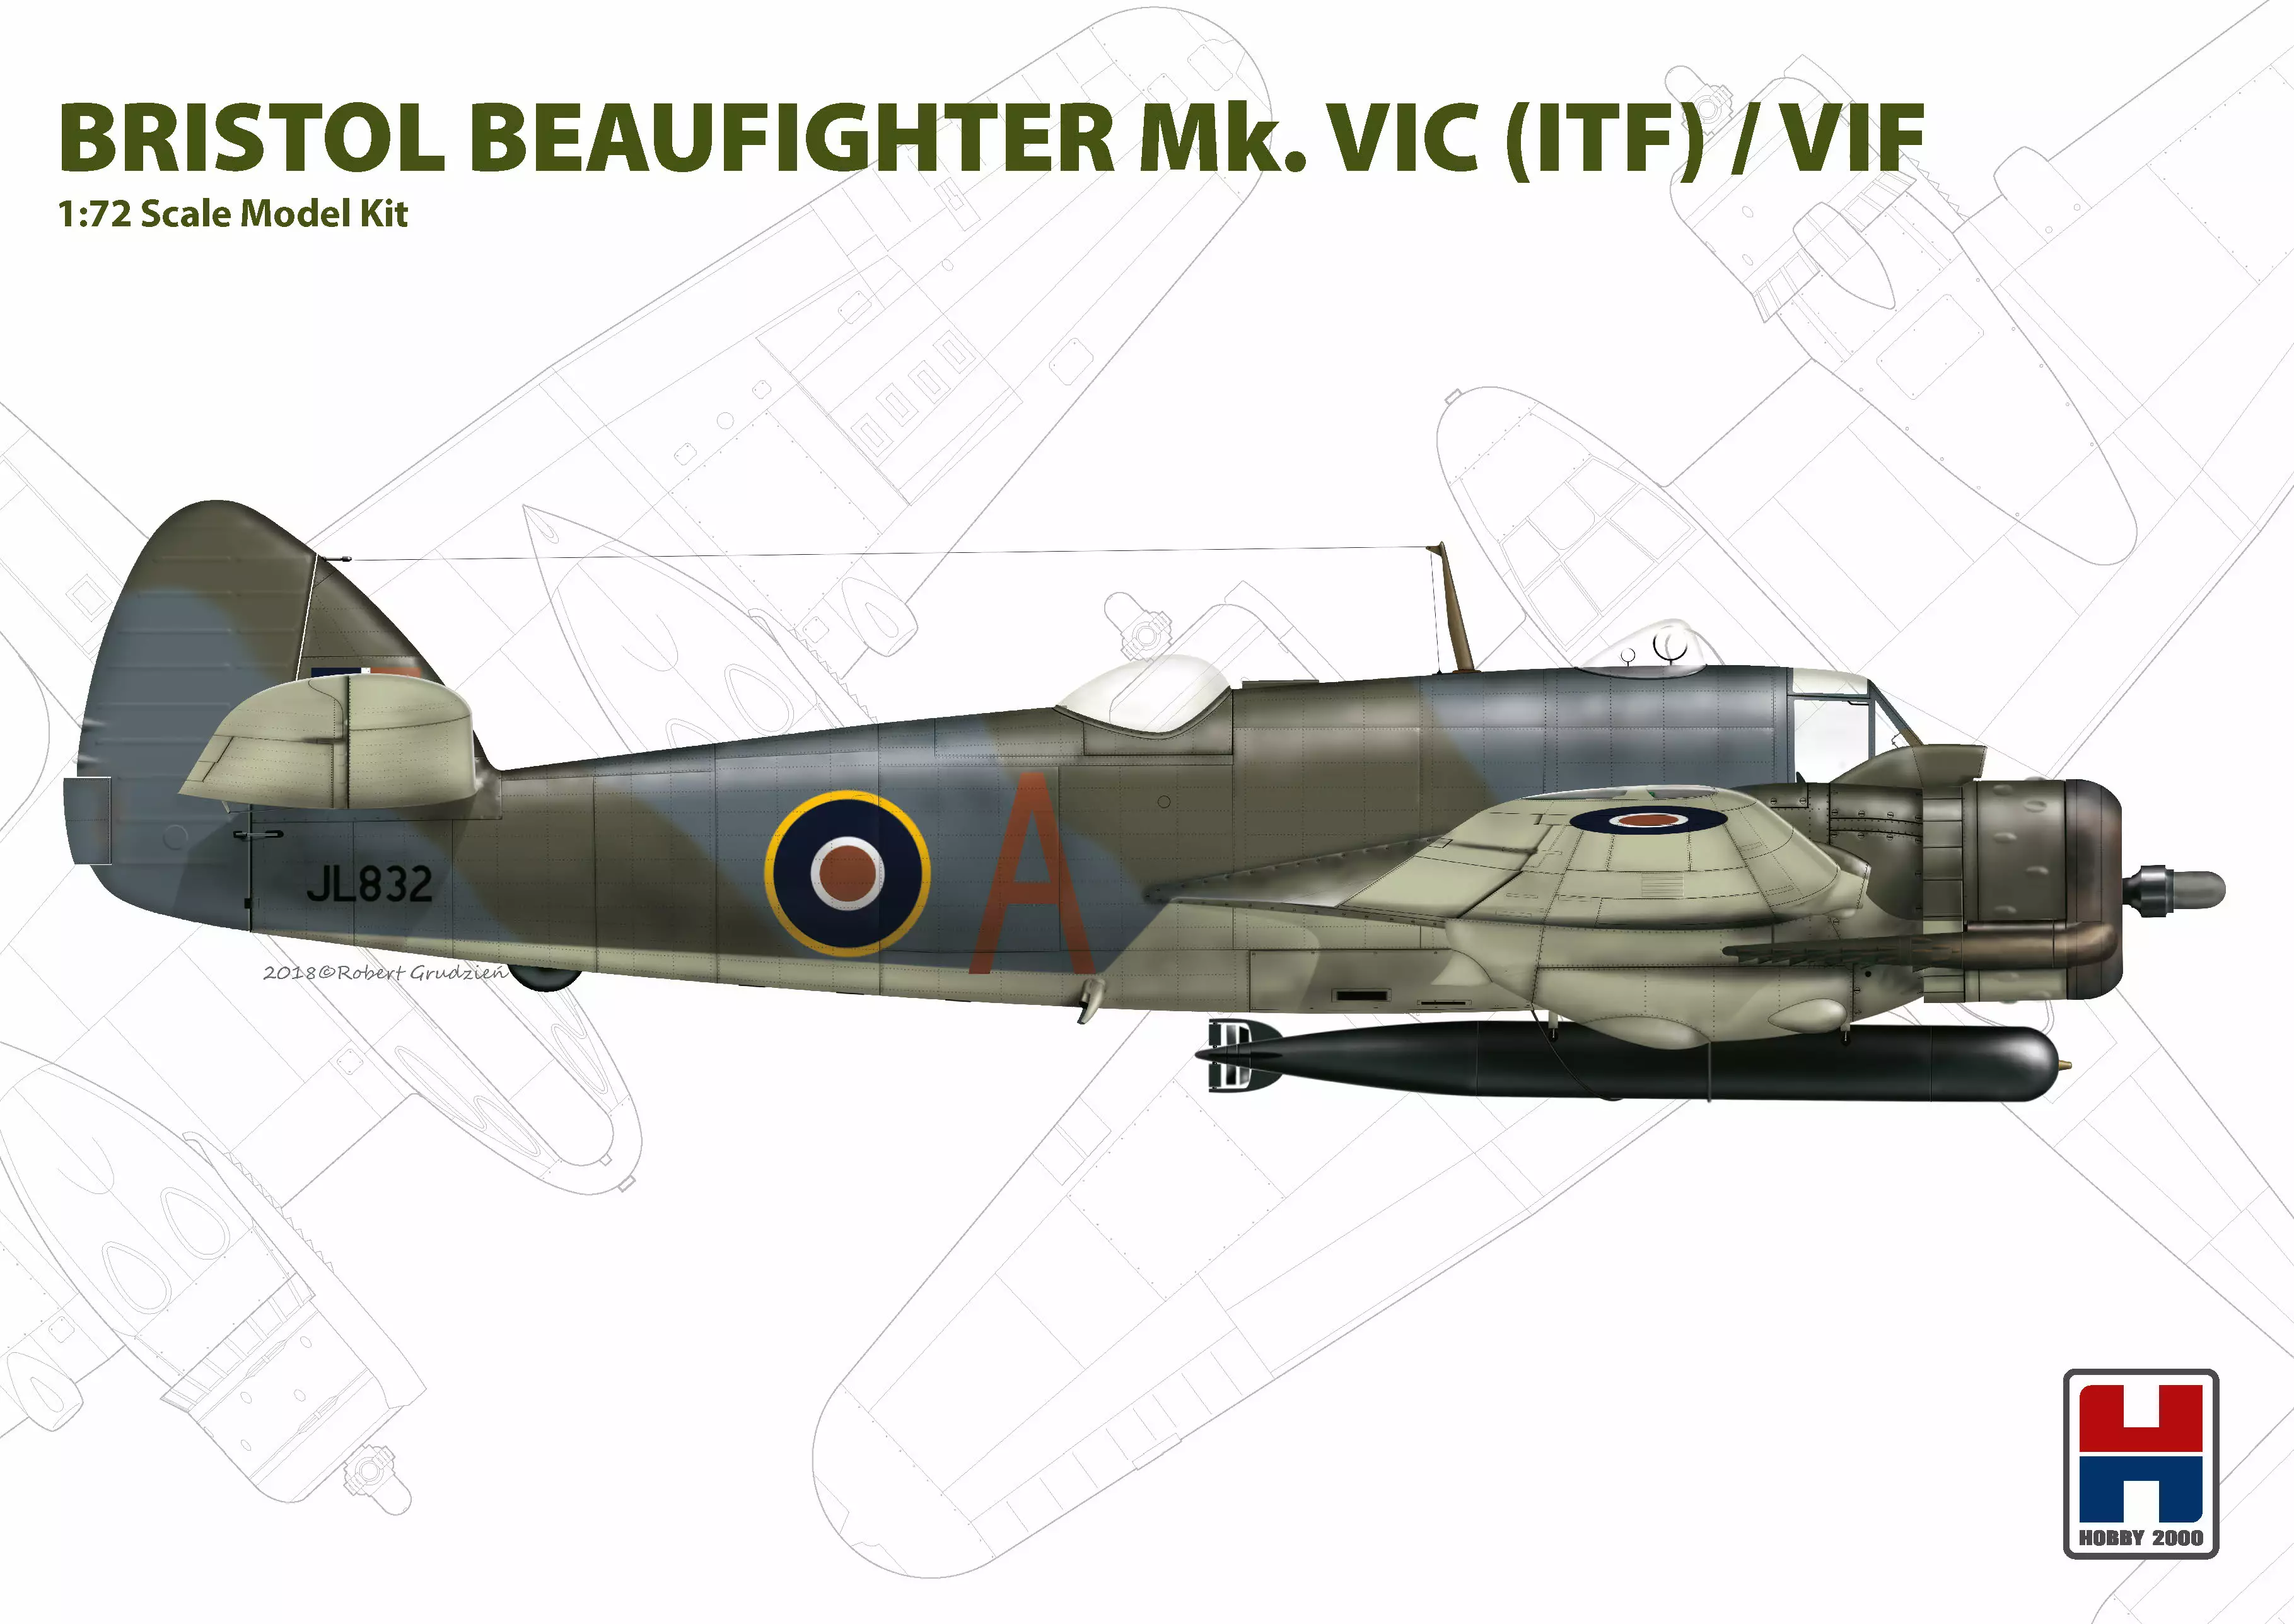 BRISTOL BEAUFIGHTER Mk. VIC (ITF) / VIF
1:72 Scale Model Kit
JL832
A
2018©Robert Grudzień
HOBBY 2000